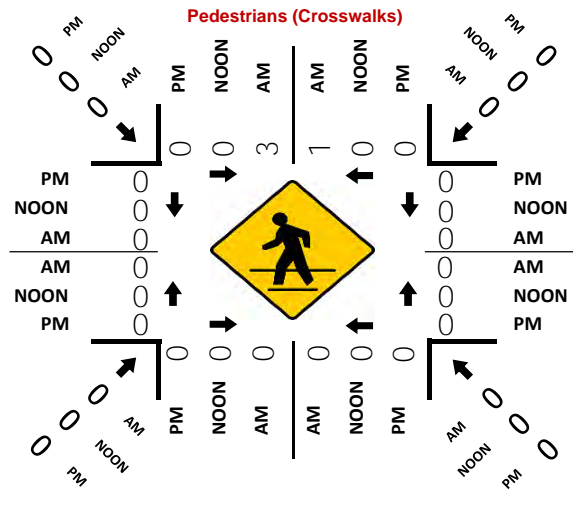 Pedestrians (Crosswalks)
PM NOON AM
0 0 0
PM NOON AM AM NOON PM
0 0 3 1 0 0
PM NOON AM
0 0 0
PM 0 0 PM
NOON 0 0 NOON
AM 0 0 AM
AM 0 0 AM
NOON 0 0 NOON
PM 0 0 PM
0 0 0 0 0 0
PM NOON AM AM NOON PM
0 0 0
AM NOON PM
0 0 0
AM NOON PM